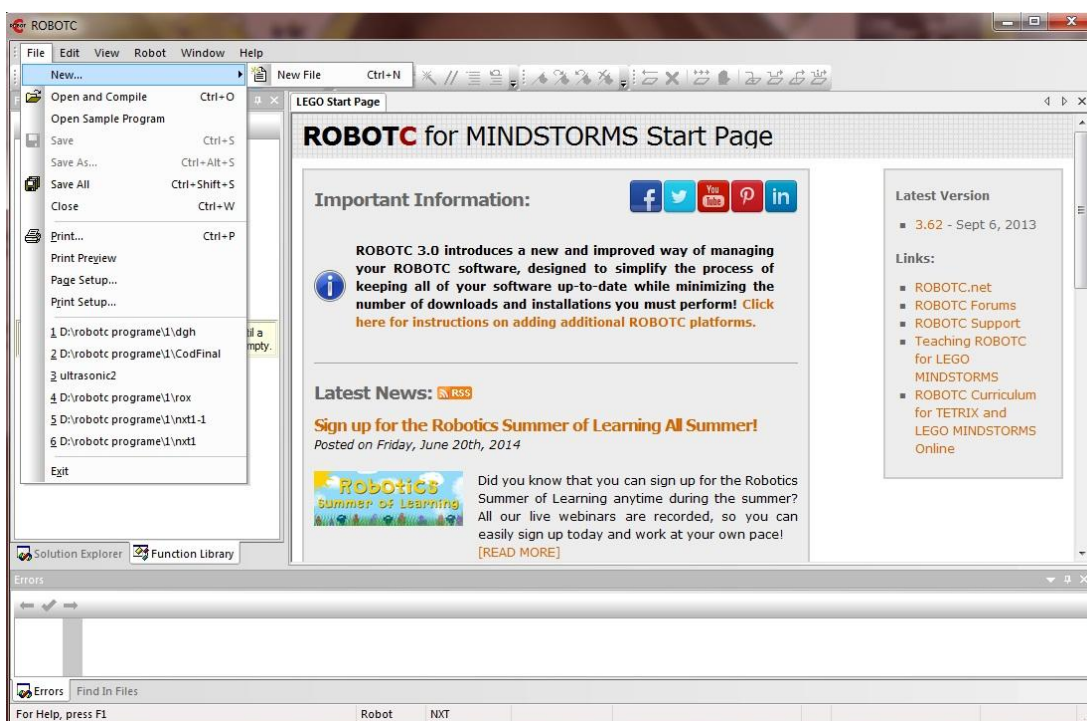 ROBOTC
File Edit View Robot Window Help
New...
New File Ctrl+N
Open and Compile Ctrl+O
Open Sample Program
Save Ctrl+S
Save As... Ctrl+Alt+S
Save All Ctrl+Shift+S
Close Ctrl+W
Print... Ctrl+P
Print Preview
Page Setup...
Print Setup...
1 D:\robotc programe\1\dgh
2 D:\robotc programe\1\CodFinal
3 ultrasonic2
4 D:\robotc programe\1\rox
5 D:\robotc programe\1\nxt1-1
6 D:\robotc programe\1\nxt1
Exit
til a
mpty.
Solution Explorer Function Library
LEGO Start Page
ROBOTC for MINDSTORMS Start Page
Important Information:
f You Tube in
ROBOTC 3.0 introduces a new and improved way of managing
your ROBOTC software, designed to simplify the process of
keeping all of your software up-to-date while minimizing the
number of downloads and installations you must perform! Click
here for instructions on adding additional ROBOTC platforms.
Latest News: RSS
Sign up for the Robotics Summer of Learning All Summer!
Posted on Friday, June 20th, 2014
Robotics
Summer of Learning
Did you know that you can sign up for the Robotics
Summer of Learning anytime during the summer?
All our live webinars are recorded, so you can
easily sign up today and work at your own pace!
[READ MORE]
Latest Version
3.62 - Sept 6, 2013
Links:
ROBOTC.net
ROBOTC Forums
ROBOTC Support
Teaching ROBOTC
for LEGO
MINDSTORMS
ROBOTC Curriculum
for TETRIX and
LEGO MINDSTORMS
Online
Errors
Errors Find In Files
For Help, press F1 Robot NXT